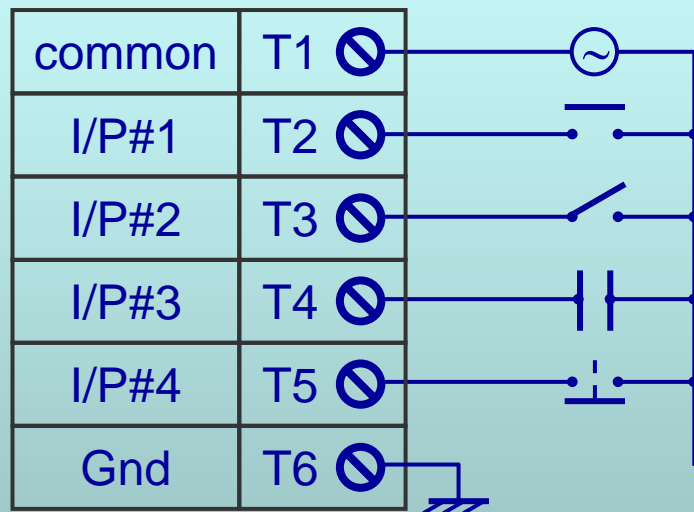 common T1
I/P#1 T2
I/P#2 T3
I/P#3 T4
I/P#4 T5
Gnd T6